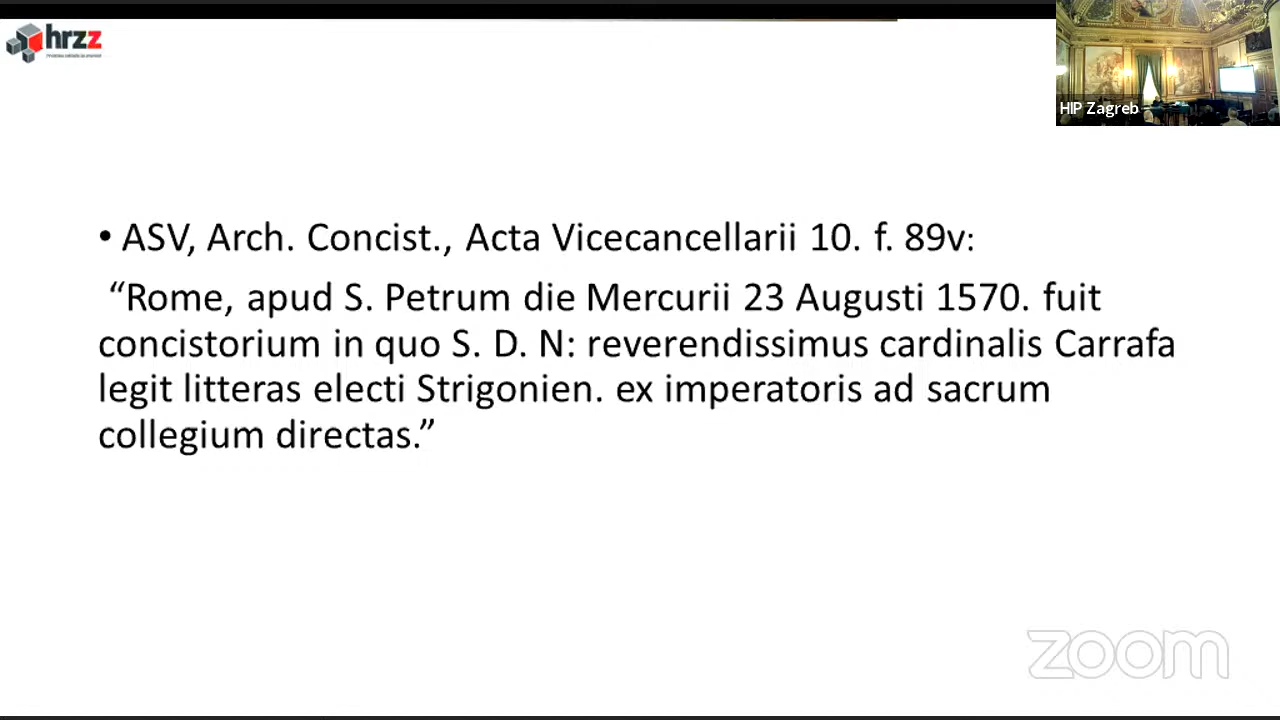 hrzz
HIP Zagreb
• ASV, Arch. Concist., Acta Vicecancellarii 10. f. 89v:
“Rome, apud S. Petrum die Mercurii 23 Augusti 1570. fuit
concistorium in quo S. D. N: reverendissimus cardinalis Carrafa
legit litteras electi Strigonien. ex imperatoris ad sacrum
collegium directas.”
zoom